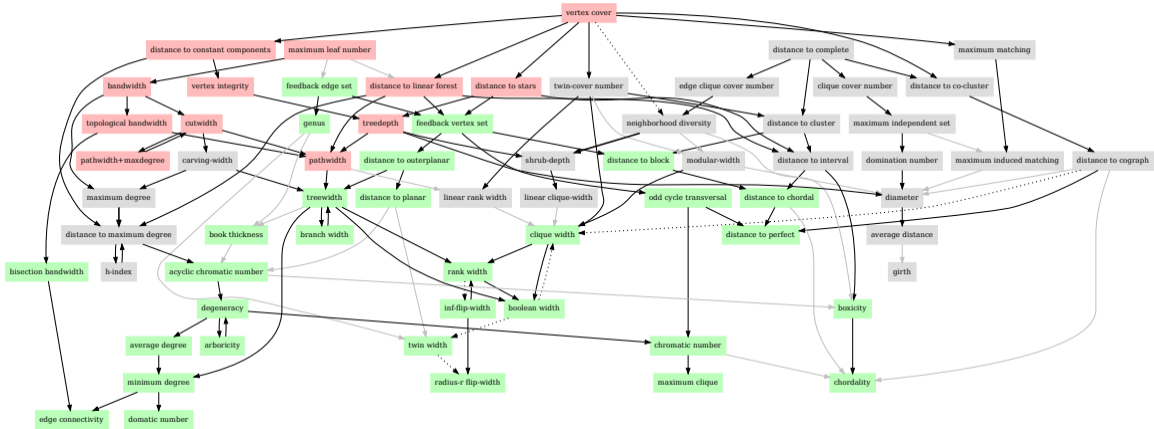 vertex cover
distance to constant components
maximum leaf number
distance to complete
maximum matching
bandwidth
vertex integrity
feedback edge set
distance to linear forest
distance to stars
twin-cover number
edge clique cover number
clique cover number
distance to co-cluster
topological bandwidth
cutwidth
genus
treedepth
feedback vertex set
neighborhood diversity
distance to cluster
maximum independent set
pathwidth+maxdegree
carving-width
pathwidth
distance to outerplanar
shrub-depth
distance to block
modular-width
distance to interval
domination number
maximum induced matching
distance to cograph
maximum degree
treewidth
distance to planar
linear rank width
linear clique-width
odd cycle transversal
distance to chordal
diameter
distance to maximum degree
book thickness
branch width
clique width
distance to perfect
average distance
bisection bandwidth
h-index
acyclic chromatic number
rank width
girth
degeneracy
inf-flip-width
boolean width
boxicity
average degree
arboricity
twin width
chromatic number
minimum degree
radius-r flip-width
maximum clique
chordality
edge connectivity
domatic number